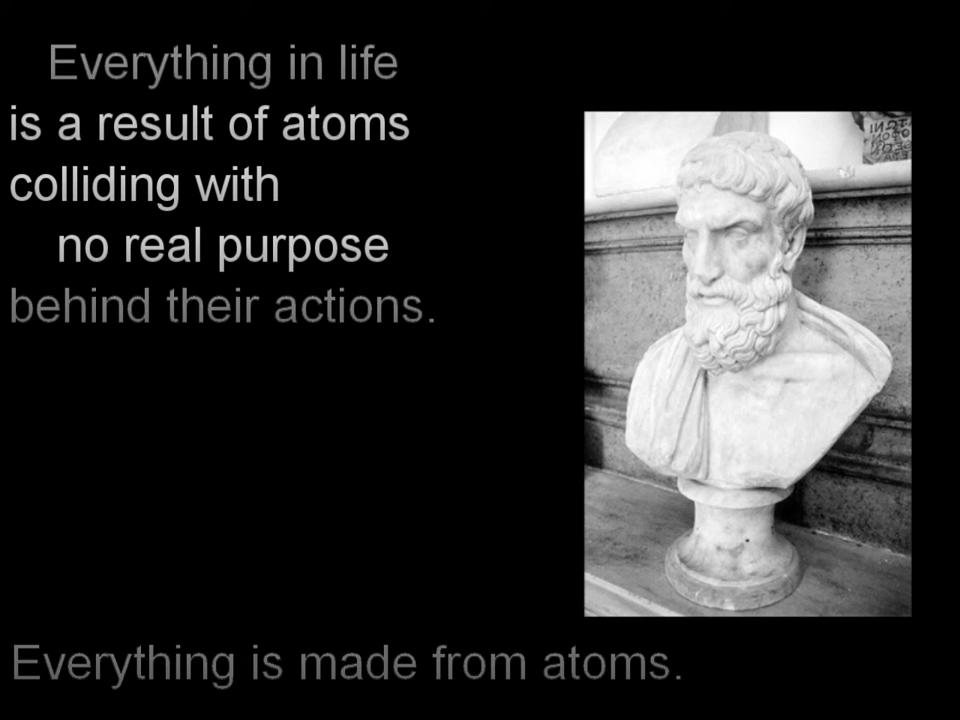 Everything in life
is a result of atoms
colliding with
no real purpose
behind their actions.
Everything is made from atoms.